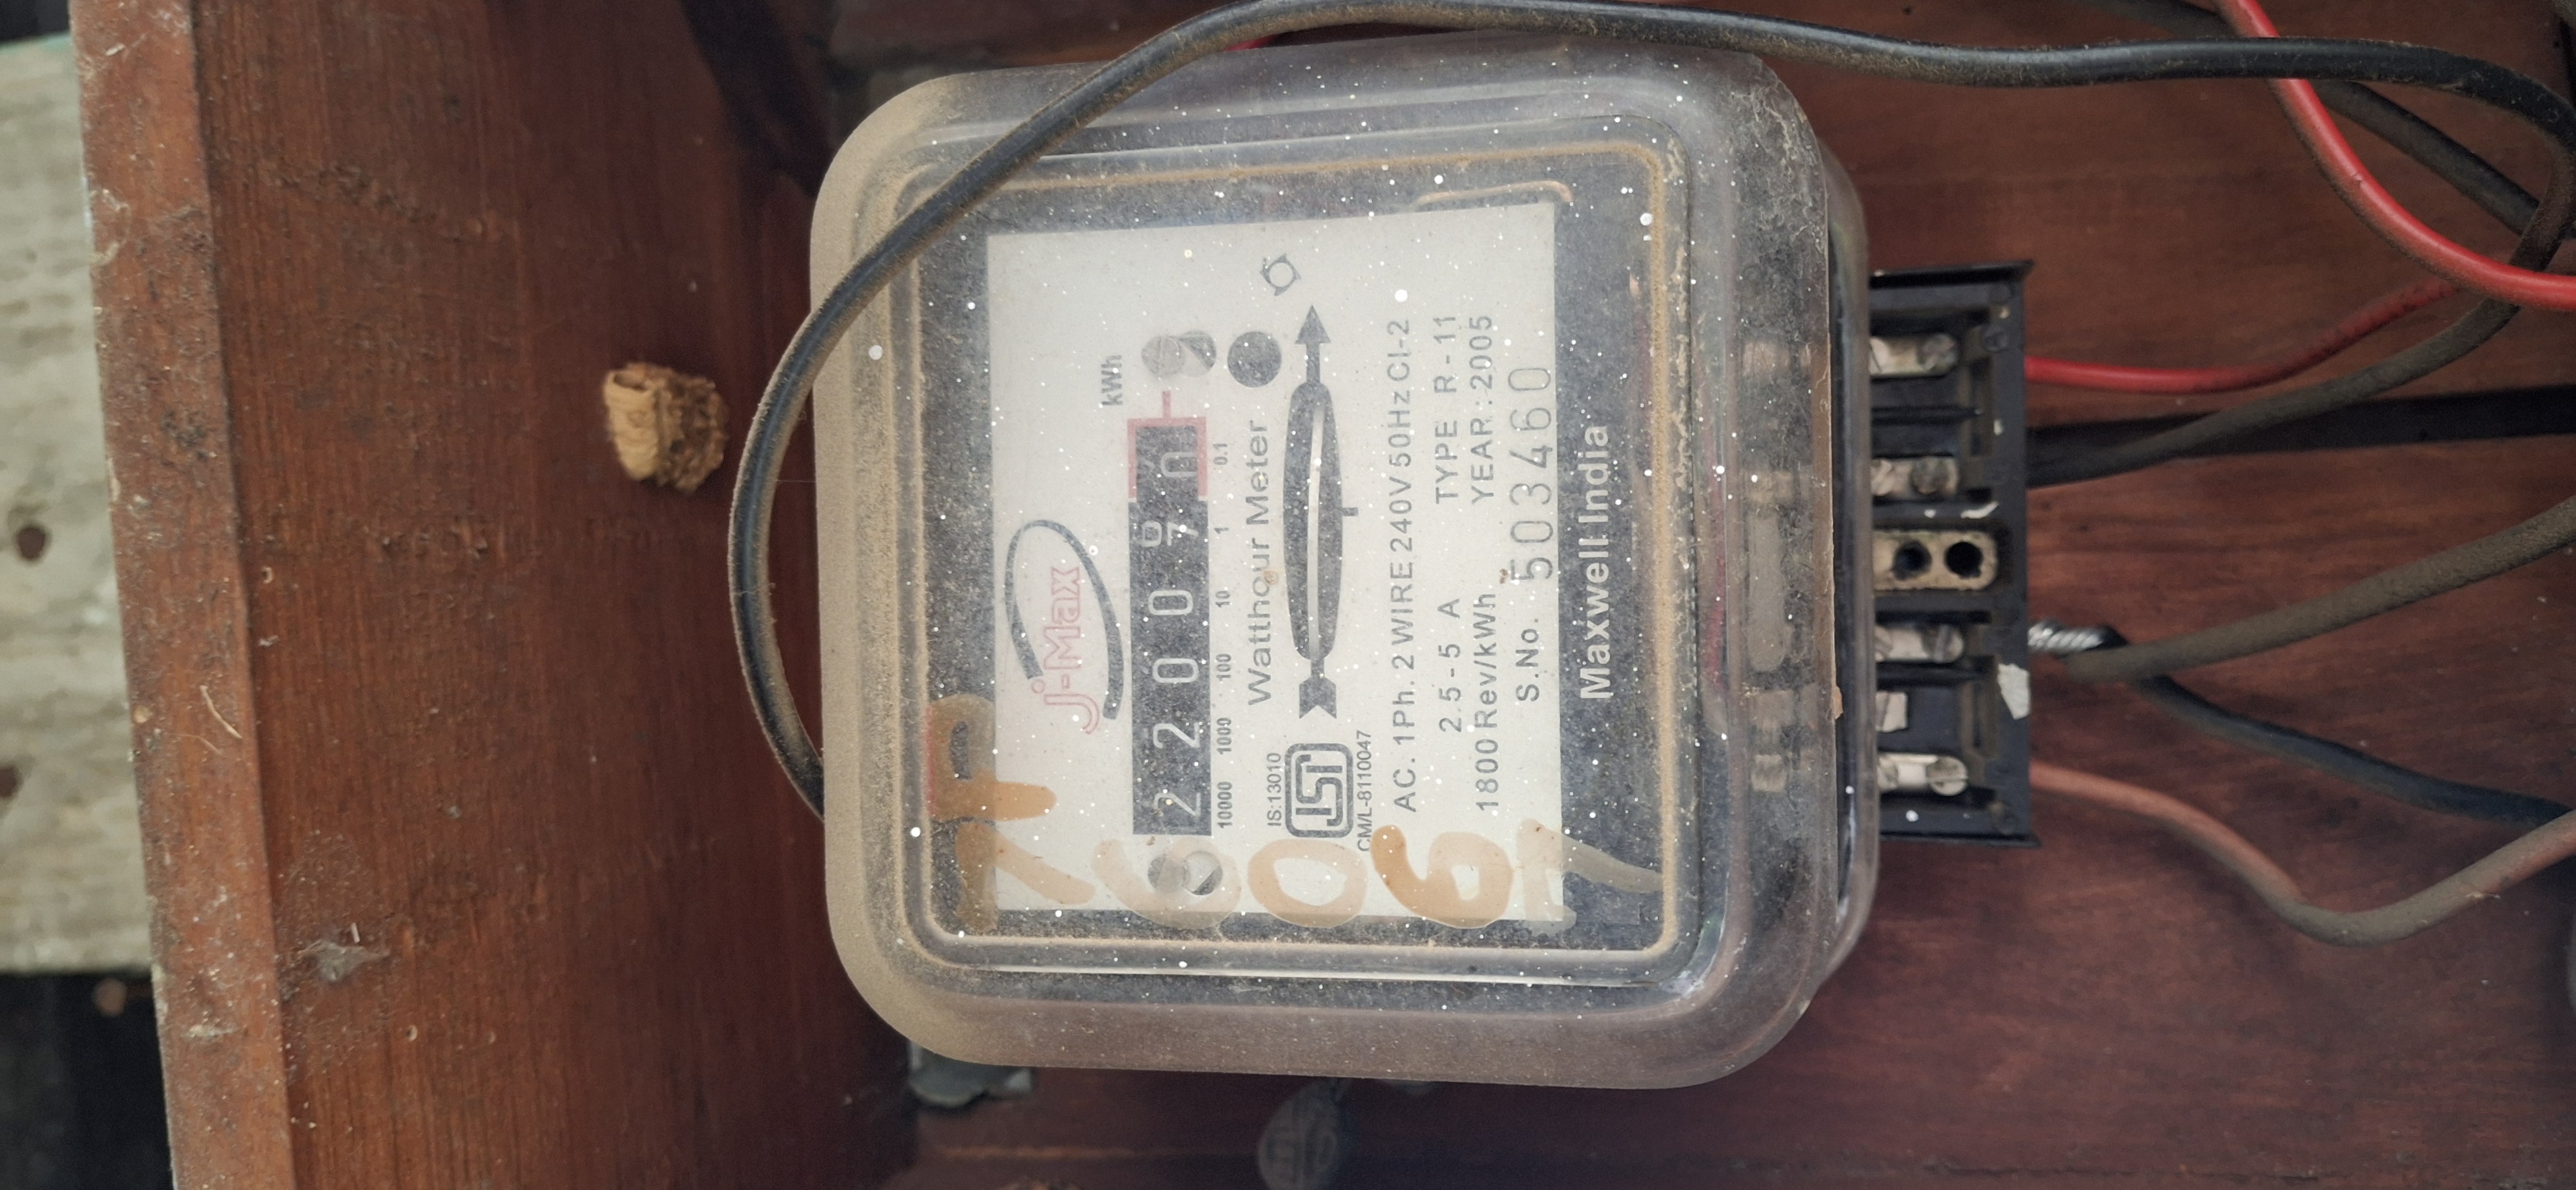 j-Max
kWh
2 2 0 0 0
10000 1000 100 10 1 0.1
Watthour Meter
IS:13010
ISI
CM/L-8110047
AC. 1Ph. 2 WIRE 240V 50Hz Cl-2
2.5 - 5 A TYPE R - 11
1800 Rev/kWh YEAR: 2005
S.No. 503460
Maxwell India